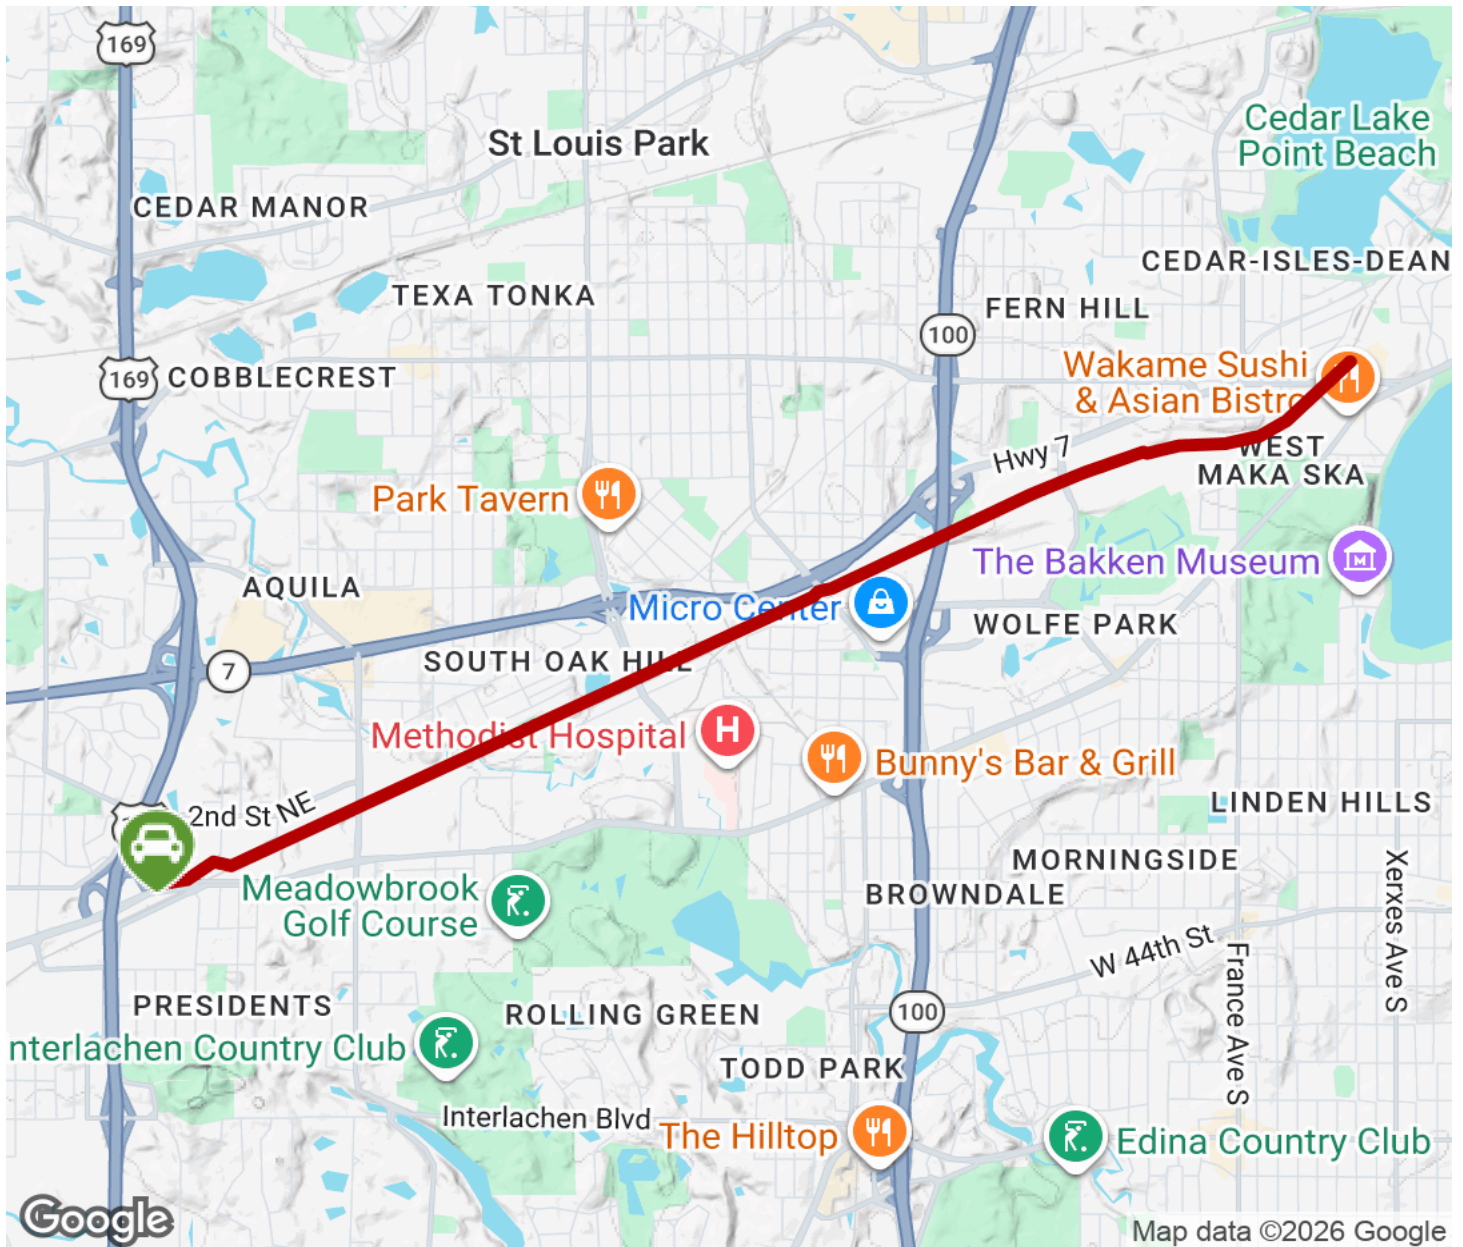 169
St Louis Park
Cedar Lake
Point Beach
CEDAR MANOR
CEDAR-ISLES-DEAN
TEXA TONKA
FERN HILL
100
169
COBBLECREST
Wakame Sushi
& Asian Bistro
Hwy 7
WEST
MAKA SKA
Park Tavern
The Bakken Museum
AQUILA
Micro Center
WOLFE PARK
SOUTH OAK HILL
7
Methodist Hospital
H
Bunny's Bar & Grill
2nd St NE
LINDEN HILLS
MORNINGSIDE
Meadowbrook
Golf Course
BROWNDALE
Xerxes Ave S
W 44th St
France Ave S
PRESIDENTS
ROLLING GREEN
100
nterlachen Country Club
TODD PARK
Interlachen Blvd
The Hilltop
Edina Country Club
Google
Map data ©2026 Google